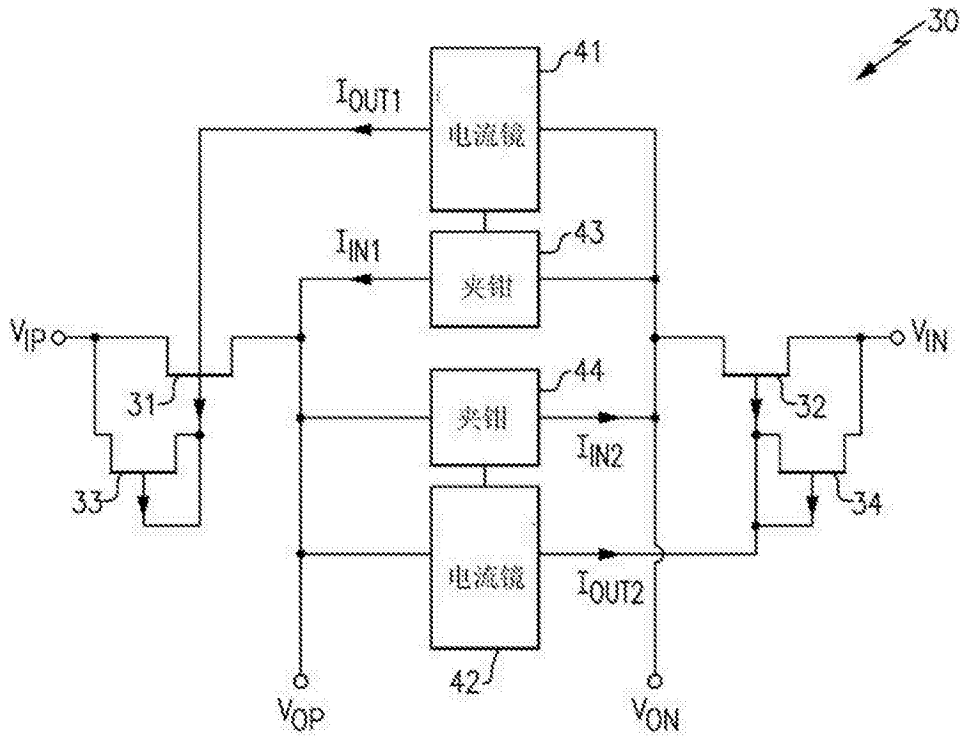 30
41
I_OUT1
电流镜
43
I_IN1
夹钳
V_IP
V_IN
31
44
32
夹钳
I_IN2
33
34
电流镜
I_OUT2
42
V_OP
V_ON